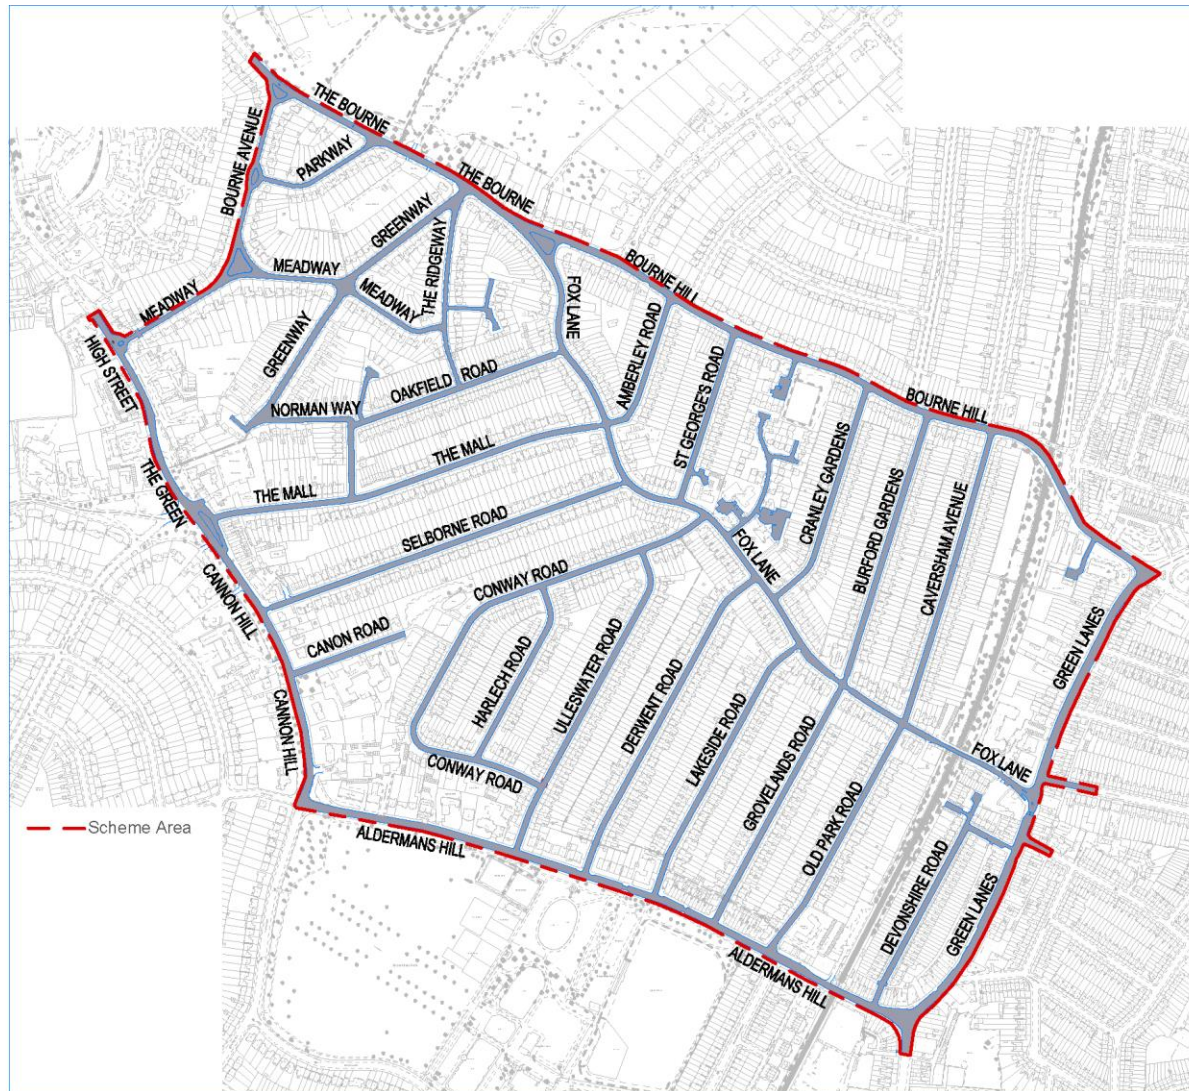 THE BOURNE
BOURNE AVENUE
PARKWAY
THE BOURNE
GREENWAY
THE RIDGEWAY
MEADWAY
MEADWAY
MEADWAY
BOURNE HILL
FOX LANE
AMBERLEY ROAD
GREENWAY
HIGH STREET
OAKFIELD ROAD
ST GEORGE'S ROAD
NORMAN WAY
BOURNE HILL
THE MALL
THE MALL
THE GREEN
CRANLEY GARDENS
BURFORD GARDENS
CAVERSHAM AVENUE
SELBORNE ROAD
FOX LANE
CANNON HILL
CONWAY ROAD
CANON ROAD
HARLECH ROAD
ULLESWATER ROAD
DERWENT ROAD
GREEN LANES
CANNON HILL
LAKESIDE ROAD
GROVELANDS ROAD
CONWAY ROAD
FOX LANE
OLD PARK ROAD
Scheme Area
ALDERMANS HILL
DEVONSHIRE ROAD
GREEN LANES
ALDERMANS HILL